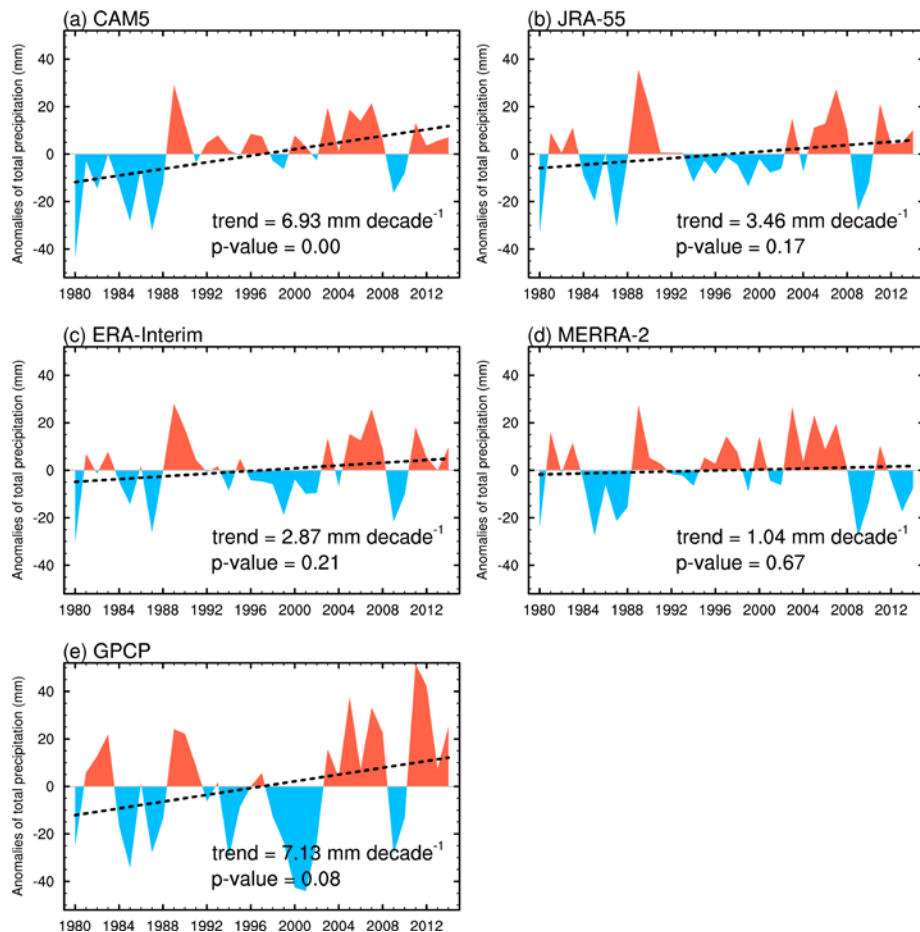 (a) CAM5
Anomalies of total precipitation (mm)
40
20
0
-20
-40
trend = 6.93 mm decade⁻¹
p-value = 0.00
1980 1984 1988 1992 1996 2000 2004 2008 2012
(b) JRA-55
Anomalies of total precipitation (mm)
40
20
0
-20
-40
trend = 3.46 mm decade⁻¹
p-value = 0.17
1980 1984 1988 1992 1996 2000 2004 2008 2012
(c) ERA-Interim
Anomalies of total precipitation (mm)
40
20
0
-20
-40
trend = 2.87 mm decade⁻¹
p-value = 0.21
1980 1984 1988 1992 1996 2000 2004 2008 2012
(d) MERRA-2
Anomalies of total precipitation (mm)
40
20
0
-20
-40
trend = 1.04 mm decade⁻¹
p-value = 0.67
1980 1984 1988 1992 1996 2000 2004 2008 2012
(e) GPCP
Anomalies of total precipitation (mm)
40
20
0
-20
-40
trend = 7.13 mm decade⁻¹
p-value = 0.08
1980 1984 1988 1992 1996 2000 2004 2008 2012